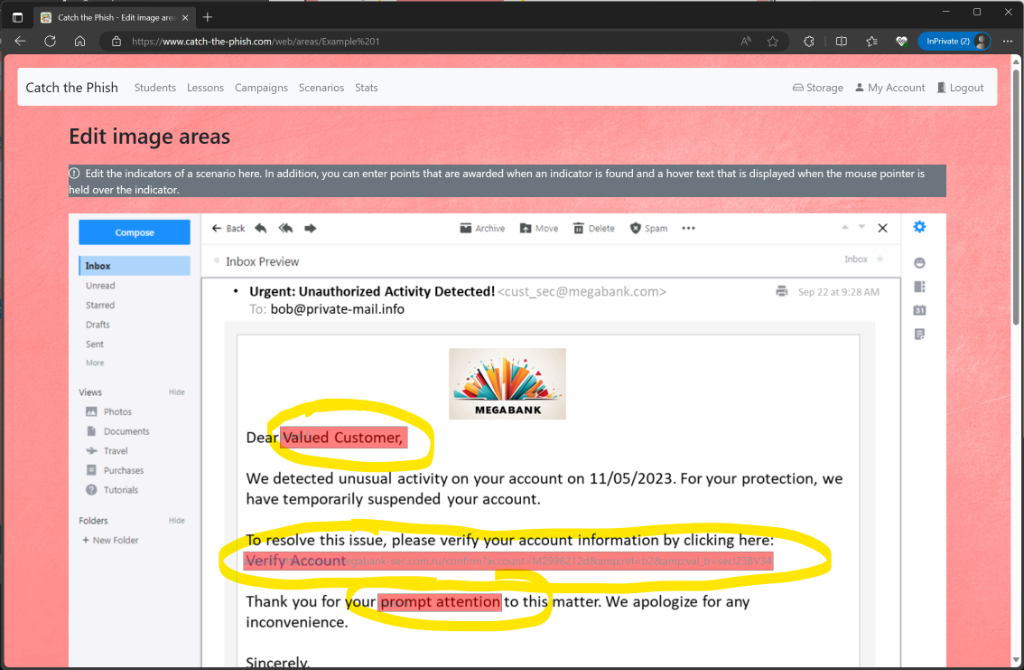 Catch the Phish - Edit image area
https://www.catch-the-phish.com/web/areas/Example%201
InPrivate (2)
Catch the Phish Students Lessons Campaigns Scenarios Stats Storage My Account Logout
Edit image areas
Edit the indicators of a scenario here. In addition, you can enter points that are awarded when an indicator is found and a hover text that is displayed when the mouse pointer is
held over the indicator.
Compose
Back Archive Move Delete Spam
Inbox
Unread
Starred
Drafts
Sent
More
Views Hide
Photos
Documents
Travel
Purchases
Tutorials
Folders Hide
+ New Folder
Inbox Preview Inbox
• Urgent: Unauthorized Activity Detected! <cust_sec@megabank.com> Sep 22 at 9:28 AM
To: bob@private-mail.info
31
MEGABANK
Dear Valued Customer,
We detected unusual activity on your account on 11/05/2023. For your protection, we
have temporarily suspended your account.
To resolve this issue, please verify your account information by clicking here:
Verify Account
Thank you for your prompt attention to this matter. We apologize for any
inconvenience.
Sincerely,